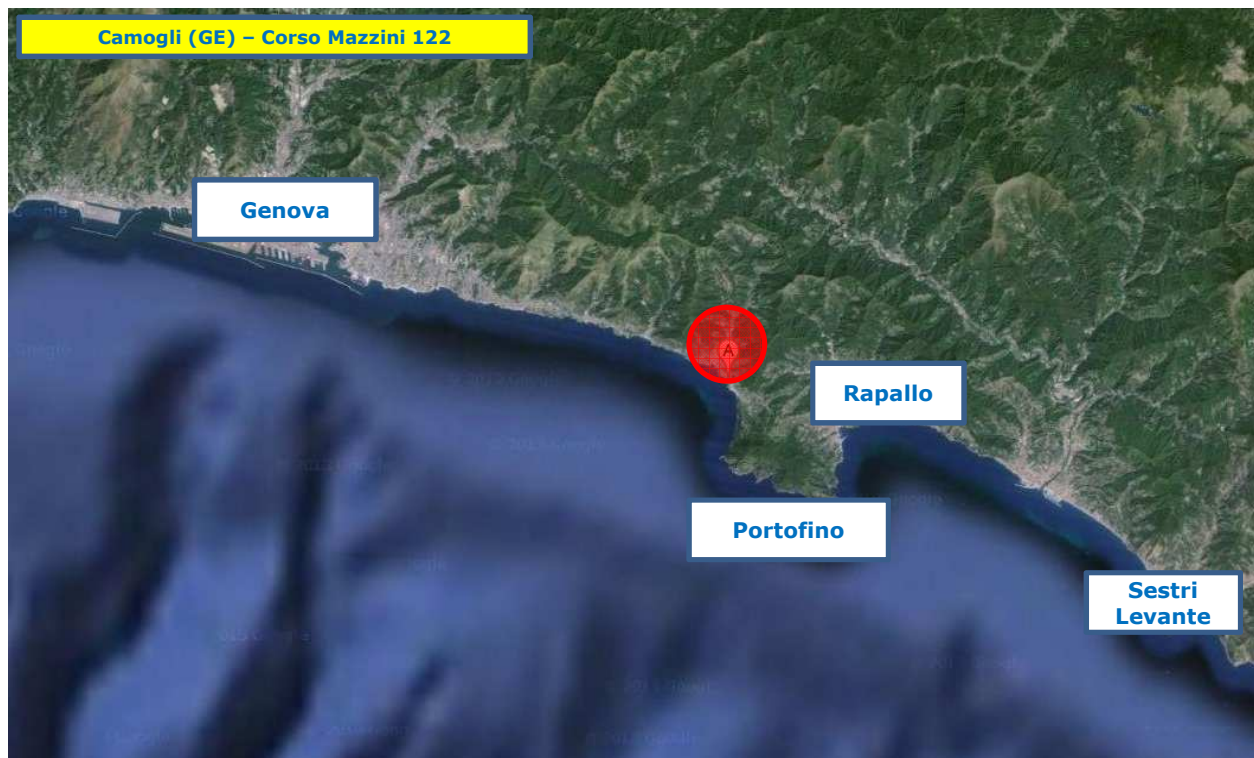 Camogli (GE) – Corso Mazzini 122
Genova
A
Rapallo
Portofino
Sestri
Levante